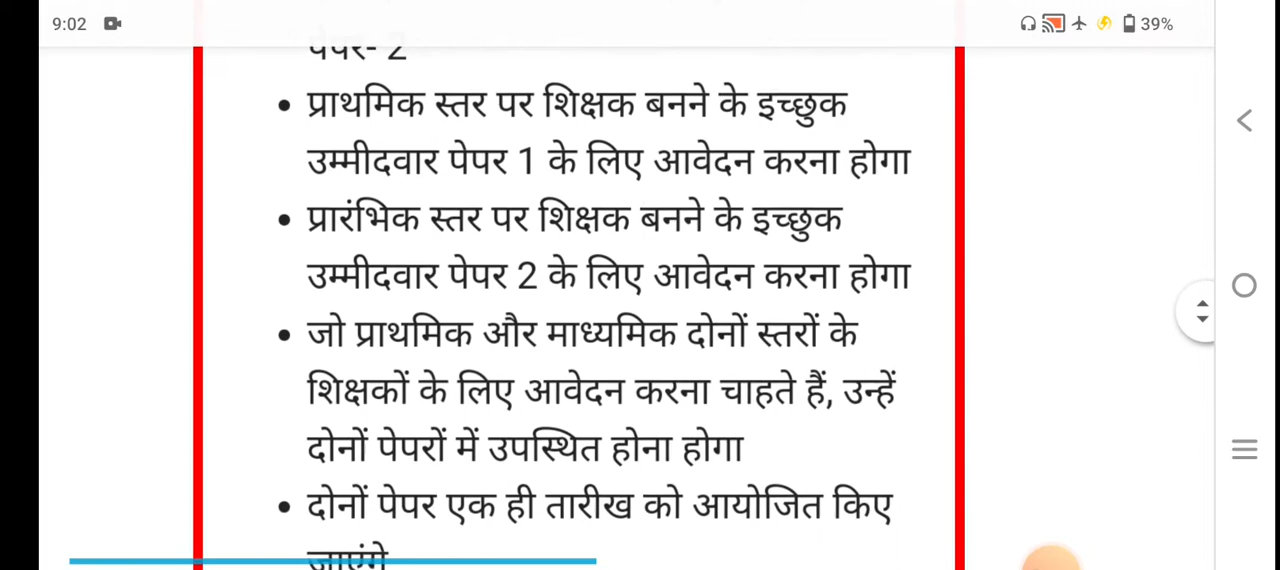 9:02
39%
पेपर- 2
• प्राथमिक स्तर पर शिक्षक बनने के इच्छुक
उम्मीदवार पेपर 1 के लिए आवेदन करना होगा
• प्रारंभिक स्तर पर शिक्षक बनने के इच्छुक
उम्मीदवार पेपर 2 के लिए आवेदन करना होगा
• जो प्राथमिक और माध्यमिक दोनों स्तरों के
शिक्षकों के लिए आवेदन करना चाहते हैं, उन्हें
दोनों पेपरों में उपस्थित होना होगा
• दोनों पेपर एक ही तारीख को आयोजित किए
जाएंगे